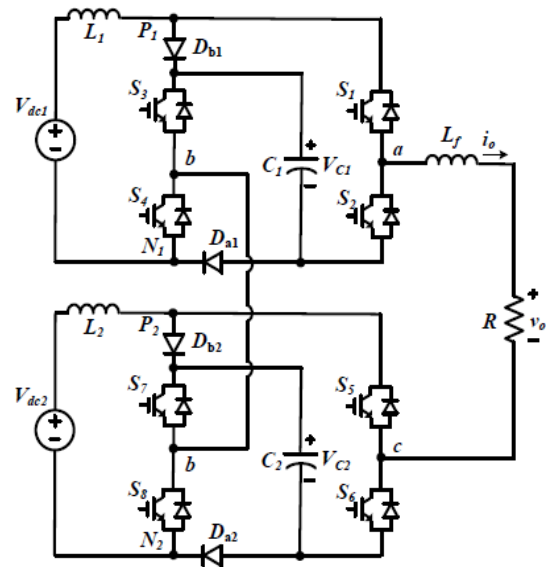 L1
P1
Db1
S3
S1
Vdc1
b
C1
VC1
a
Lf
io
S4
S2
N1
Da1
L2
P2
Db2
S7
S5
R
vo
Vdc2
b
C2
VC2
c
S8
S6
N2
Da2